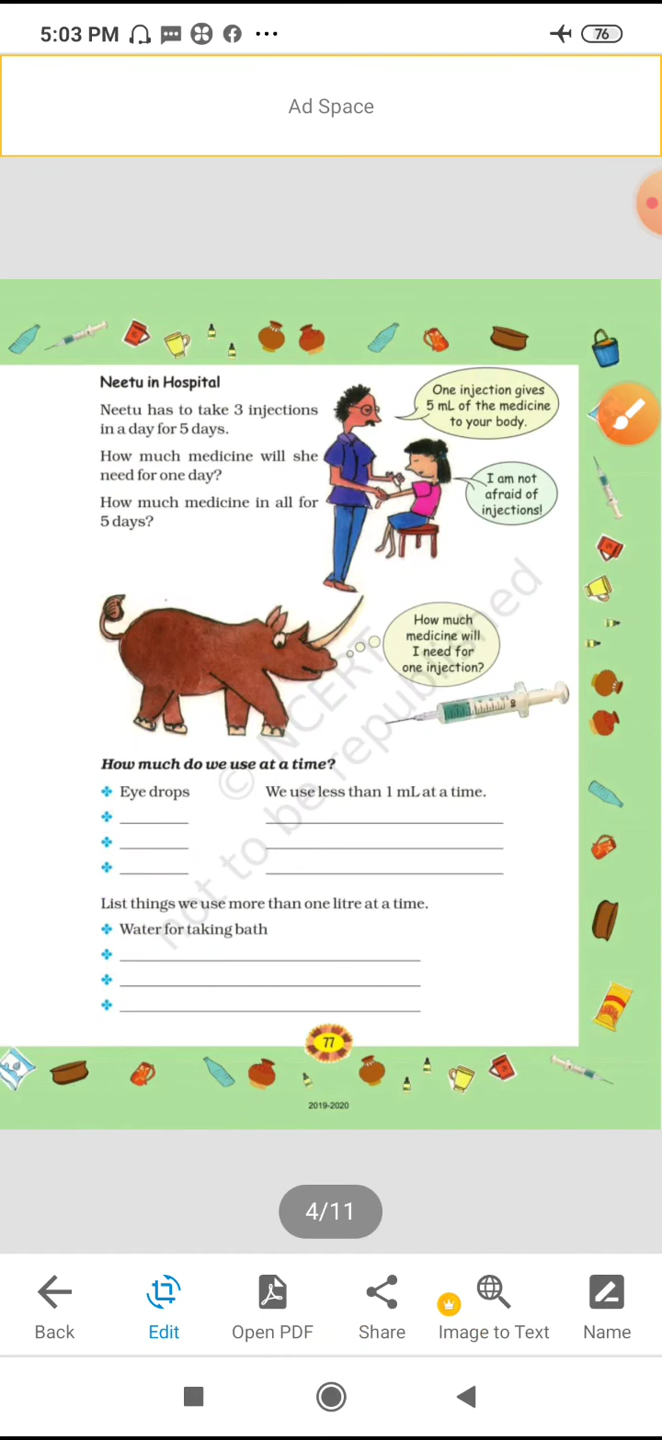 5:03 PM
76
Ad Space
Neetu in Hospital
Neetu has to take 3 injections
in a day for 5 days.
How much medicine will she
need for one day?
How much medicine in all for
5 days?
One injection gives
5 mL of the medicine
to your body.
I am not
afraid of
injections!
How much
medicine will
I need for
one injection?
How much do we use at a time?
Eye drops We use less than 1 mL at a time.
List things we use more than one litre at a time.
Water for taking bath
© NCERT
not to be republished
77
2019-2020
4/11
Back Edit Open PDF Share Image to Text Name